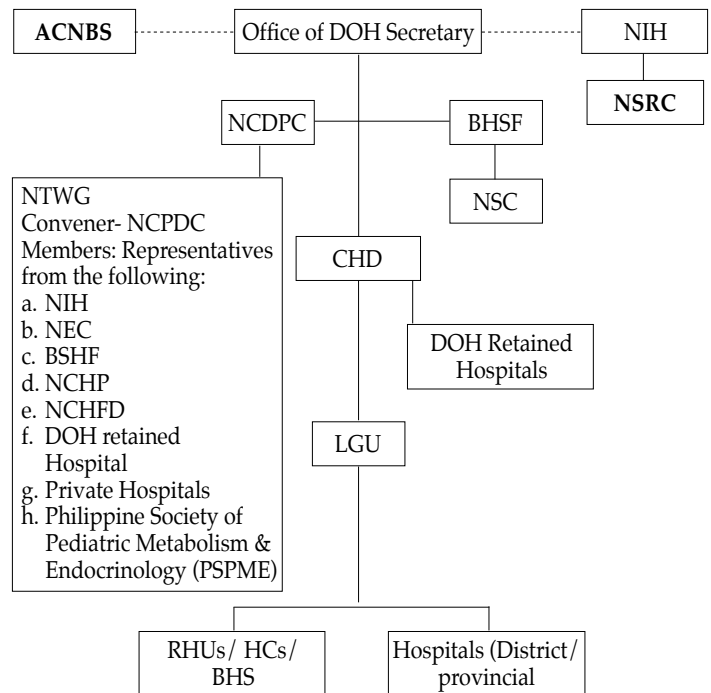 ACNBS
Office of DOH Secretary
NIH
NSRC
NCDPC
BHSF
NSC
NTWG
Convener- NCPDC
Members: Representatives
from the following:
a. NIH
b. NEC
c. BSHF
d. NCHP
e. NCHFD
f. DOH retained
Hospital
g. Private Hospitals
h. Philippine Society of
Pediatric Metabolism &
Endocrinology (PSPME)
CHD
DOH Retained
Hospitals
LGU
RHUs/ HCs/
BHS
Hospitals (District/
provincial